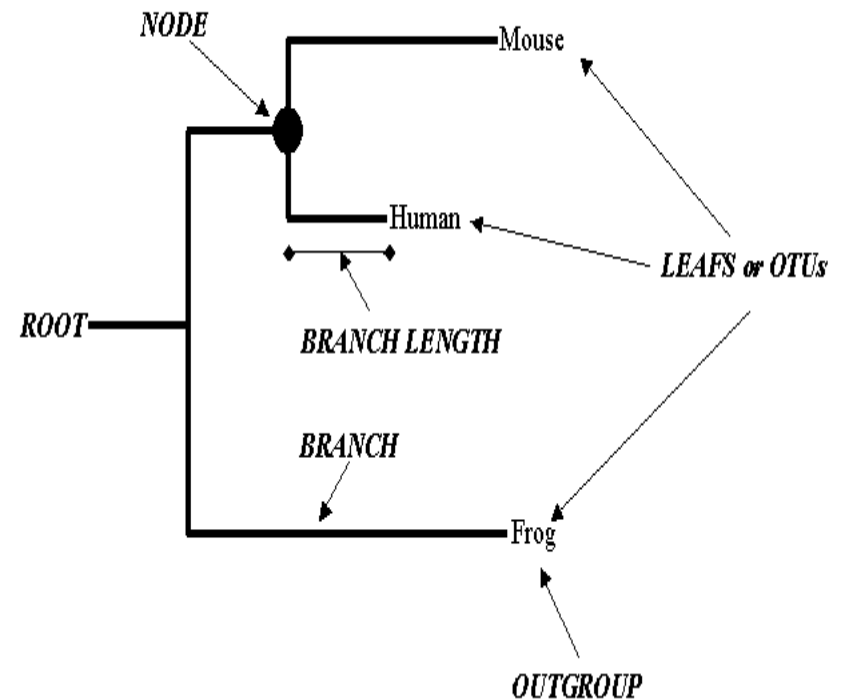 NODE
Mouse
Human
LEAFS or OTUs
ROOT
BRANCH LENGTH
BRANCH
Frog
OUTGROUP